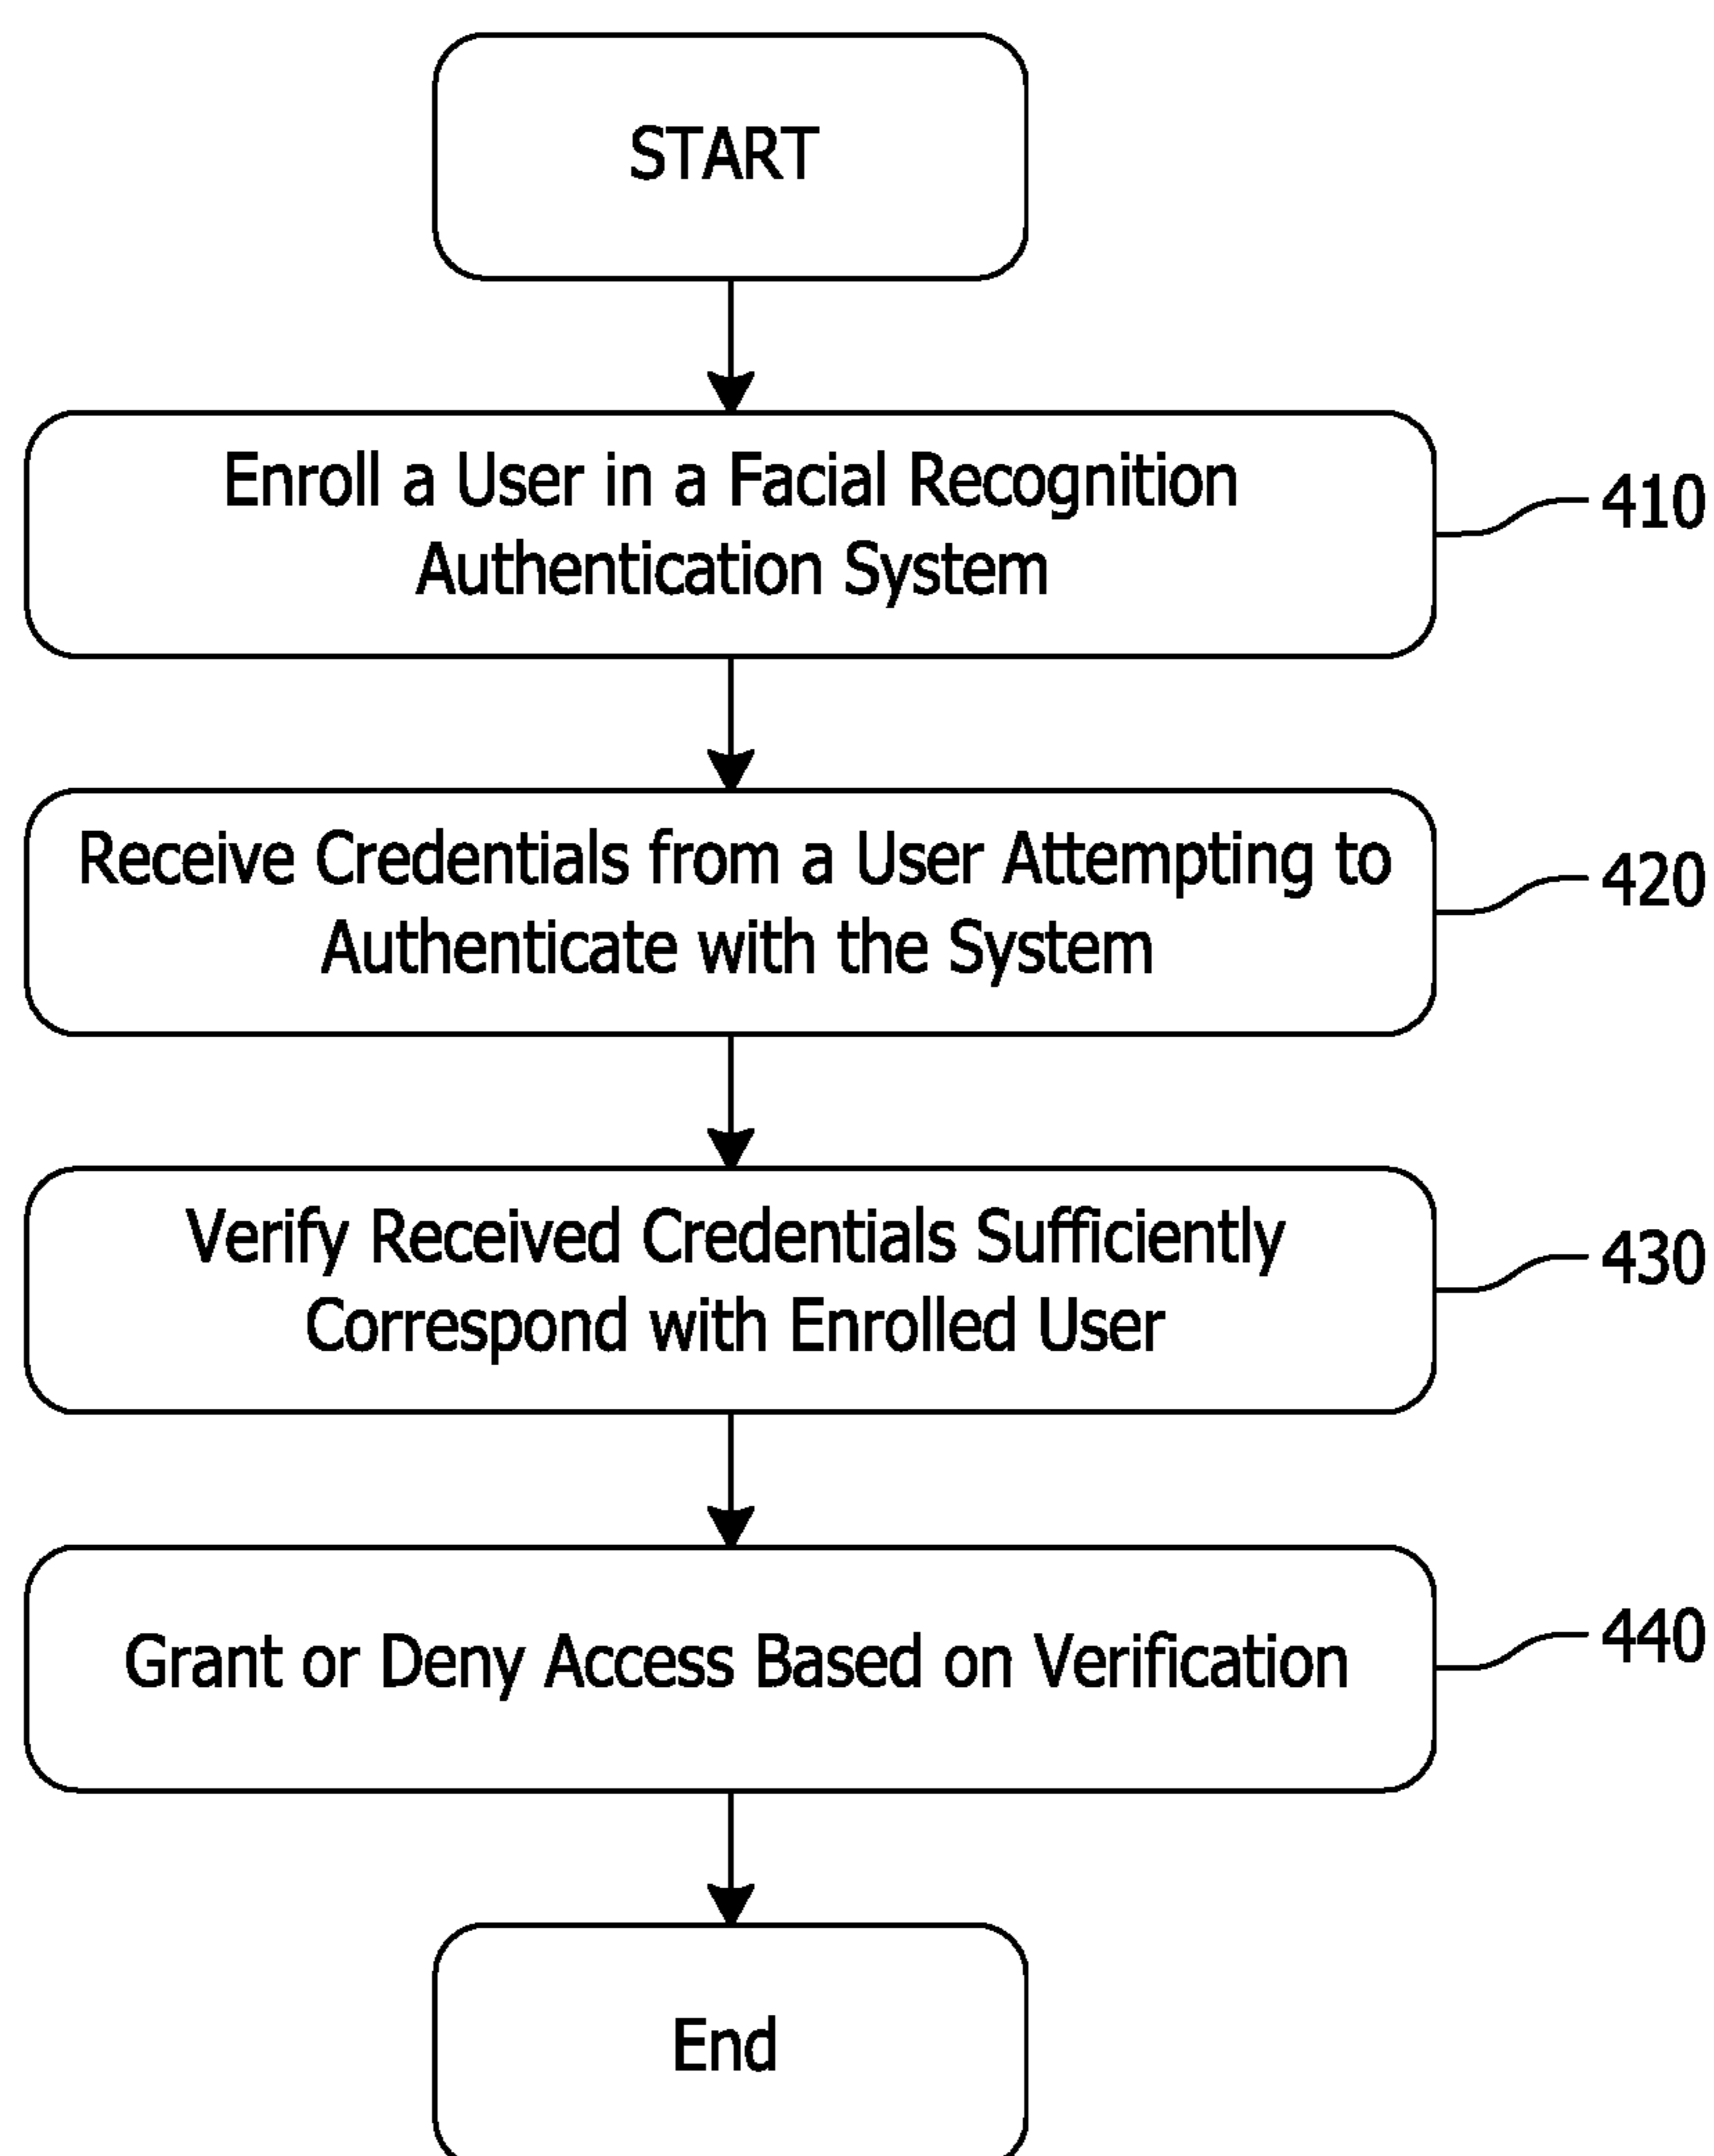 START
Enroll a User in a Facial Recognition
Authentication System
410
Receive Credentials from a User Attempting to
Authenticate with the System
420
Verify Received Credentials Sufficiently
Correspond with Enrolled User
430
Grant or Deny Access Based on Verification
440
End